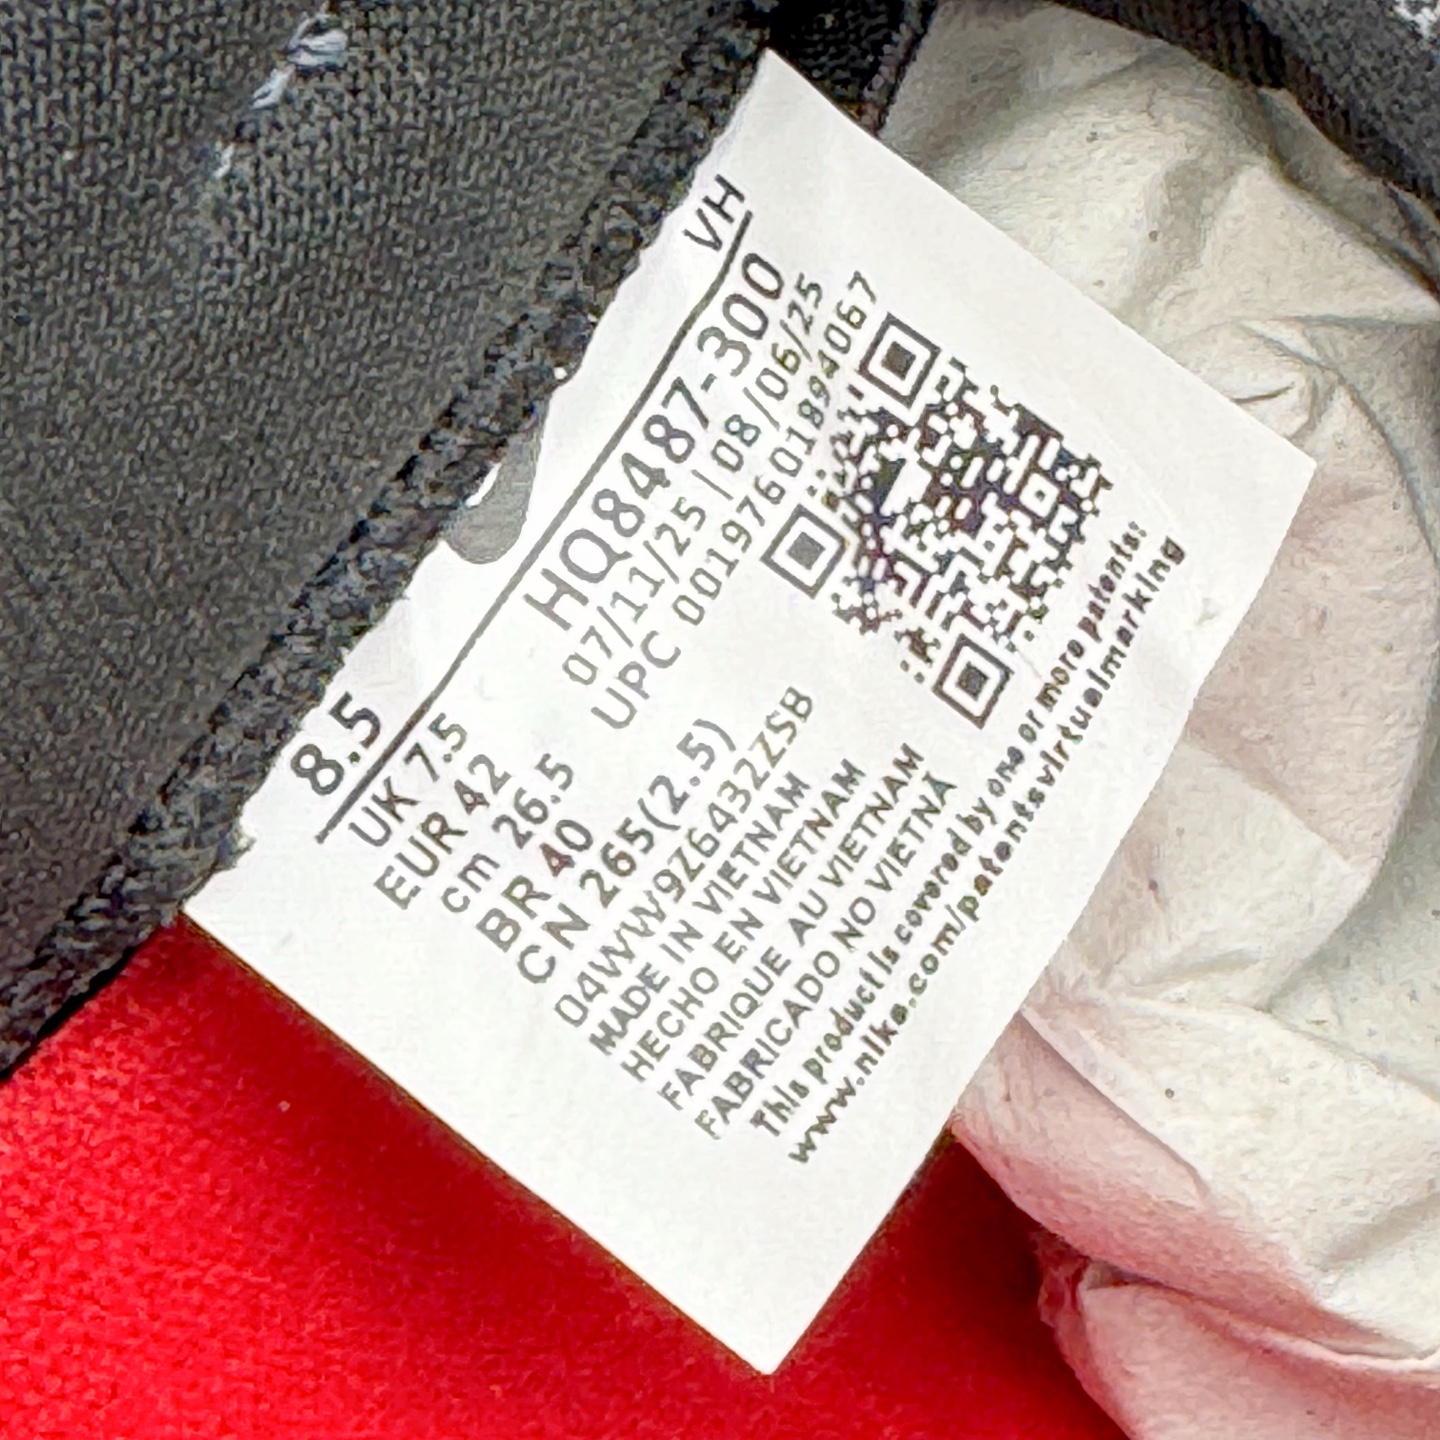 8.5
VH
UK 7.5
EUR 42
cm 26.5
BR 40
CN 265(2.5)
HQ8487-300
07/11/25 | 08/06/25
UPC 00197601894067
04WW9Z6432ZSB
MADE IN VIETNAM
HECHO EN VIETNAM
FABRIQUE AU VIETNAM
FABRICADO NO VIETNÃ
This product is covered by one or more patents:
www.nike.com/patentsvirtualmarking